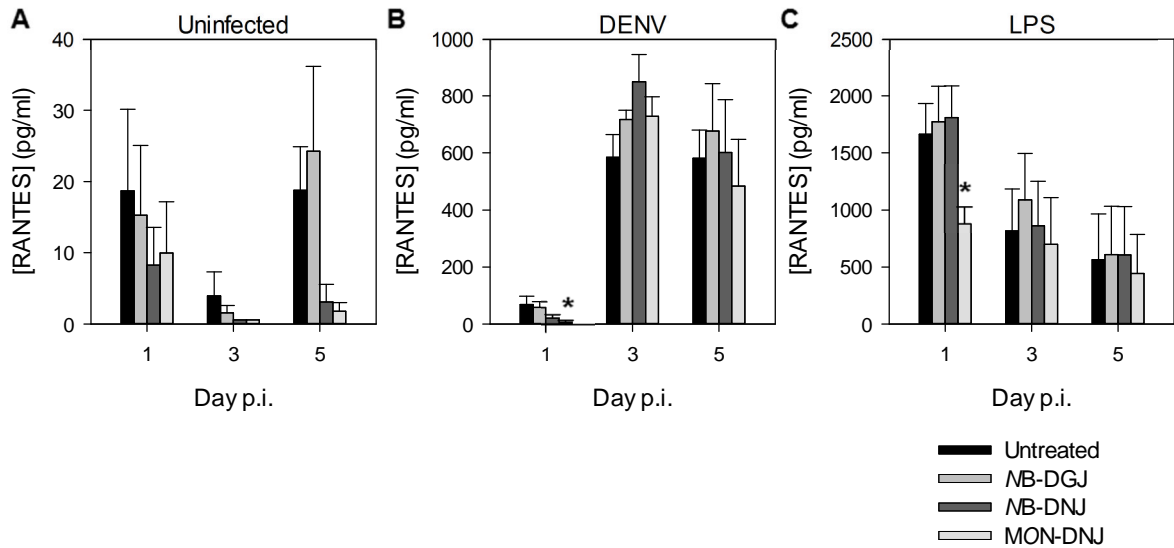 A Uninfected
[RANTES] (pg/ml)
40
30
20
10
0
1 3 5
Day p.i.
B DENV
[RANTES] (pg/ml)
1000
800
600
400
200
0
*
1 3 5
Day p.i.
C LPS
[RANTES] (pg/ml)
2500
2000
1500
1000
500
0
*
1 3 5
Day p.i.
Untreated
NB-DGJ
NB-DNJ
MON-DNJ